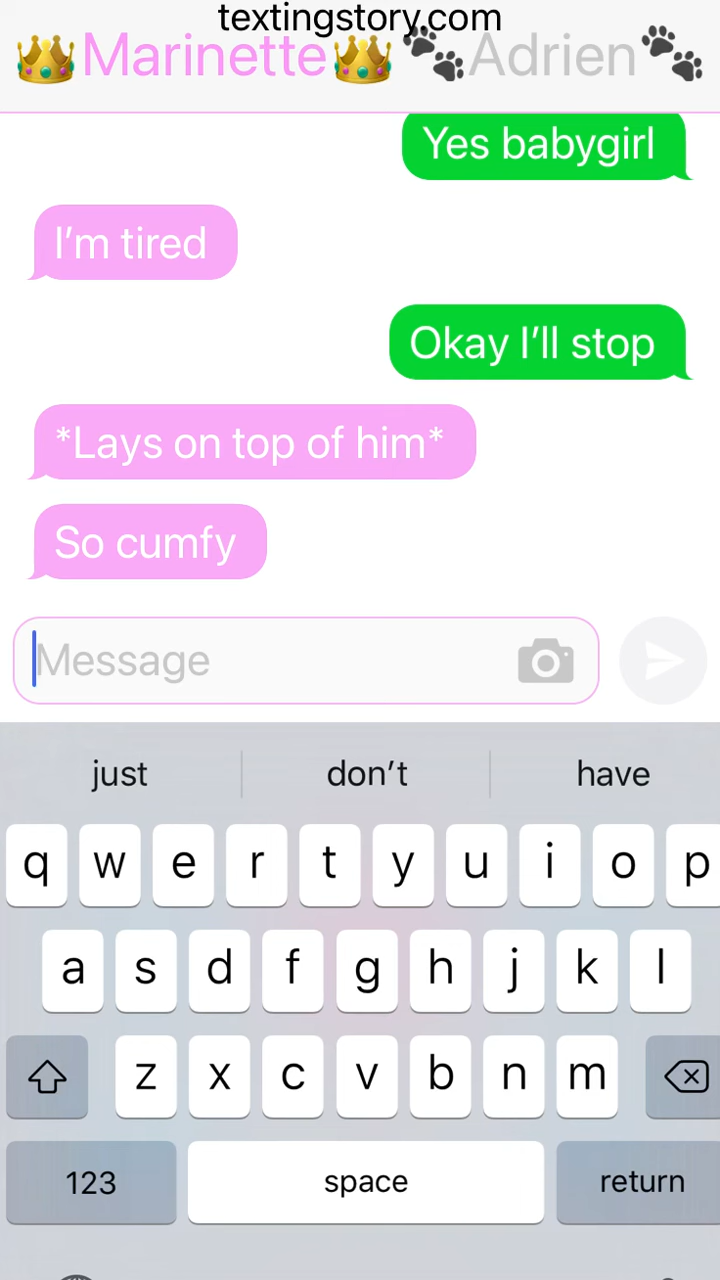 textingstory.com
👑Marinette👑🐾Adrien🐾
Yes babygirl
I’m tired
Okay I’ll stop
*Lays on top of him*
So cumfy
Message
just don’t have
q w e r t y u i o p
a s d f g h j k l
z x c v b n m
123 space return